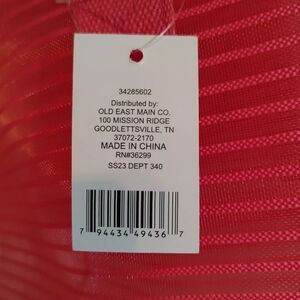 34285602
Distributed by:
OLD EAST MAIN CO.
100 MISSION RIDGE
GOODLETTSVILLE, TN
37072-2170
MADE IN CHINA
RN#36299
SS23 DEPT 340
7 94434 49436 7